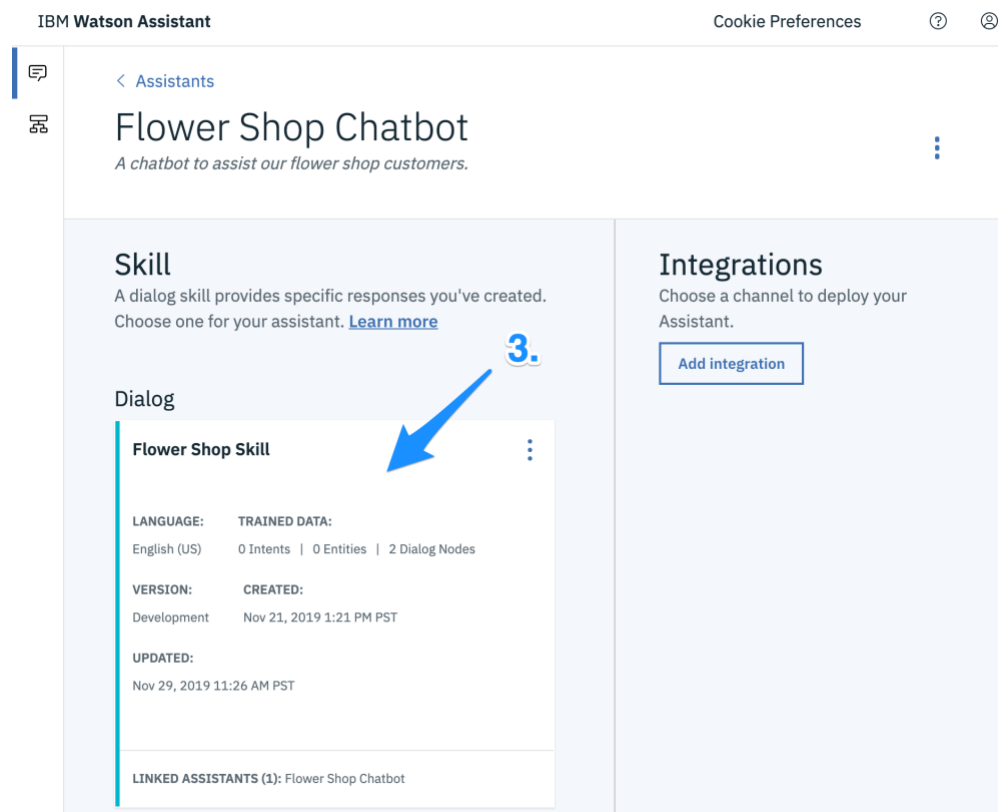 IBM Watson Assistant
Cookie Preferences
Assistants
Flower Shop Chatbot
A chatbot to assist our flower shop customers.
Skill
A dialog skill provides specific responses you've created.
Choose one for your assistant. Learn more
3.
Dialog
Flower Shop Skill
LANGUAGE: TRAINED DATA:
English (US) 0 Intents | 0 Entities | 2 Dialog Nodes
VERSION: CREATED:
Development Nov 21, 2019 1:21 PM PST
UPDATED:
Nov 29, 2019 11:26 AM PST
LINKED ASSISTANTS (1): Flower Shop Chatbot
Integrations
Choose a channel to deploy your
Assistant.
Add integration